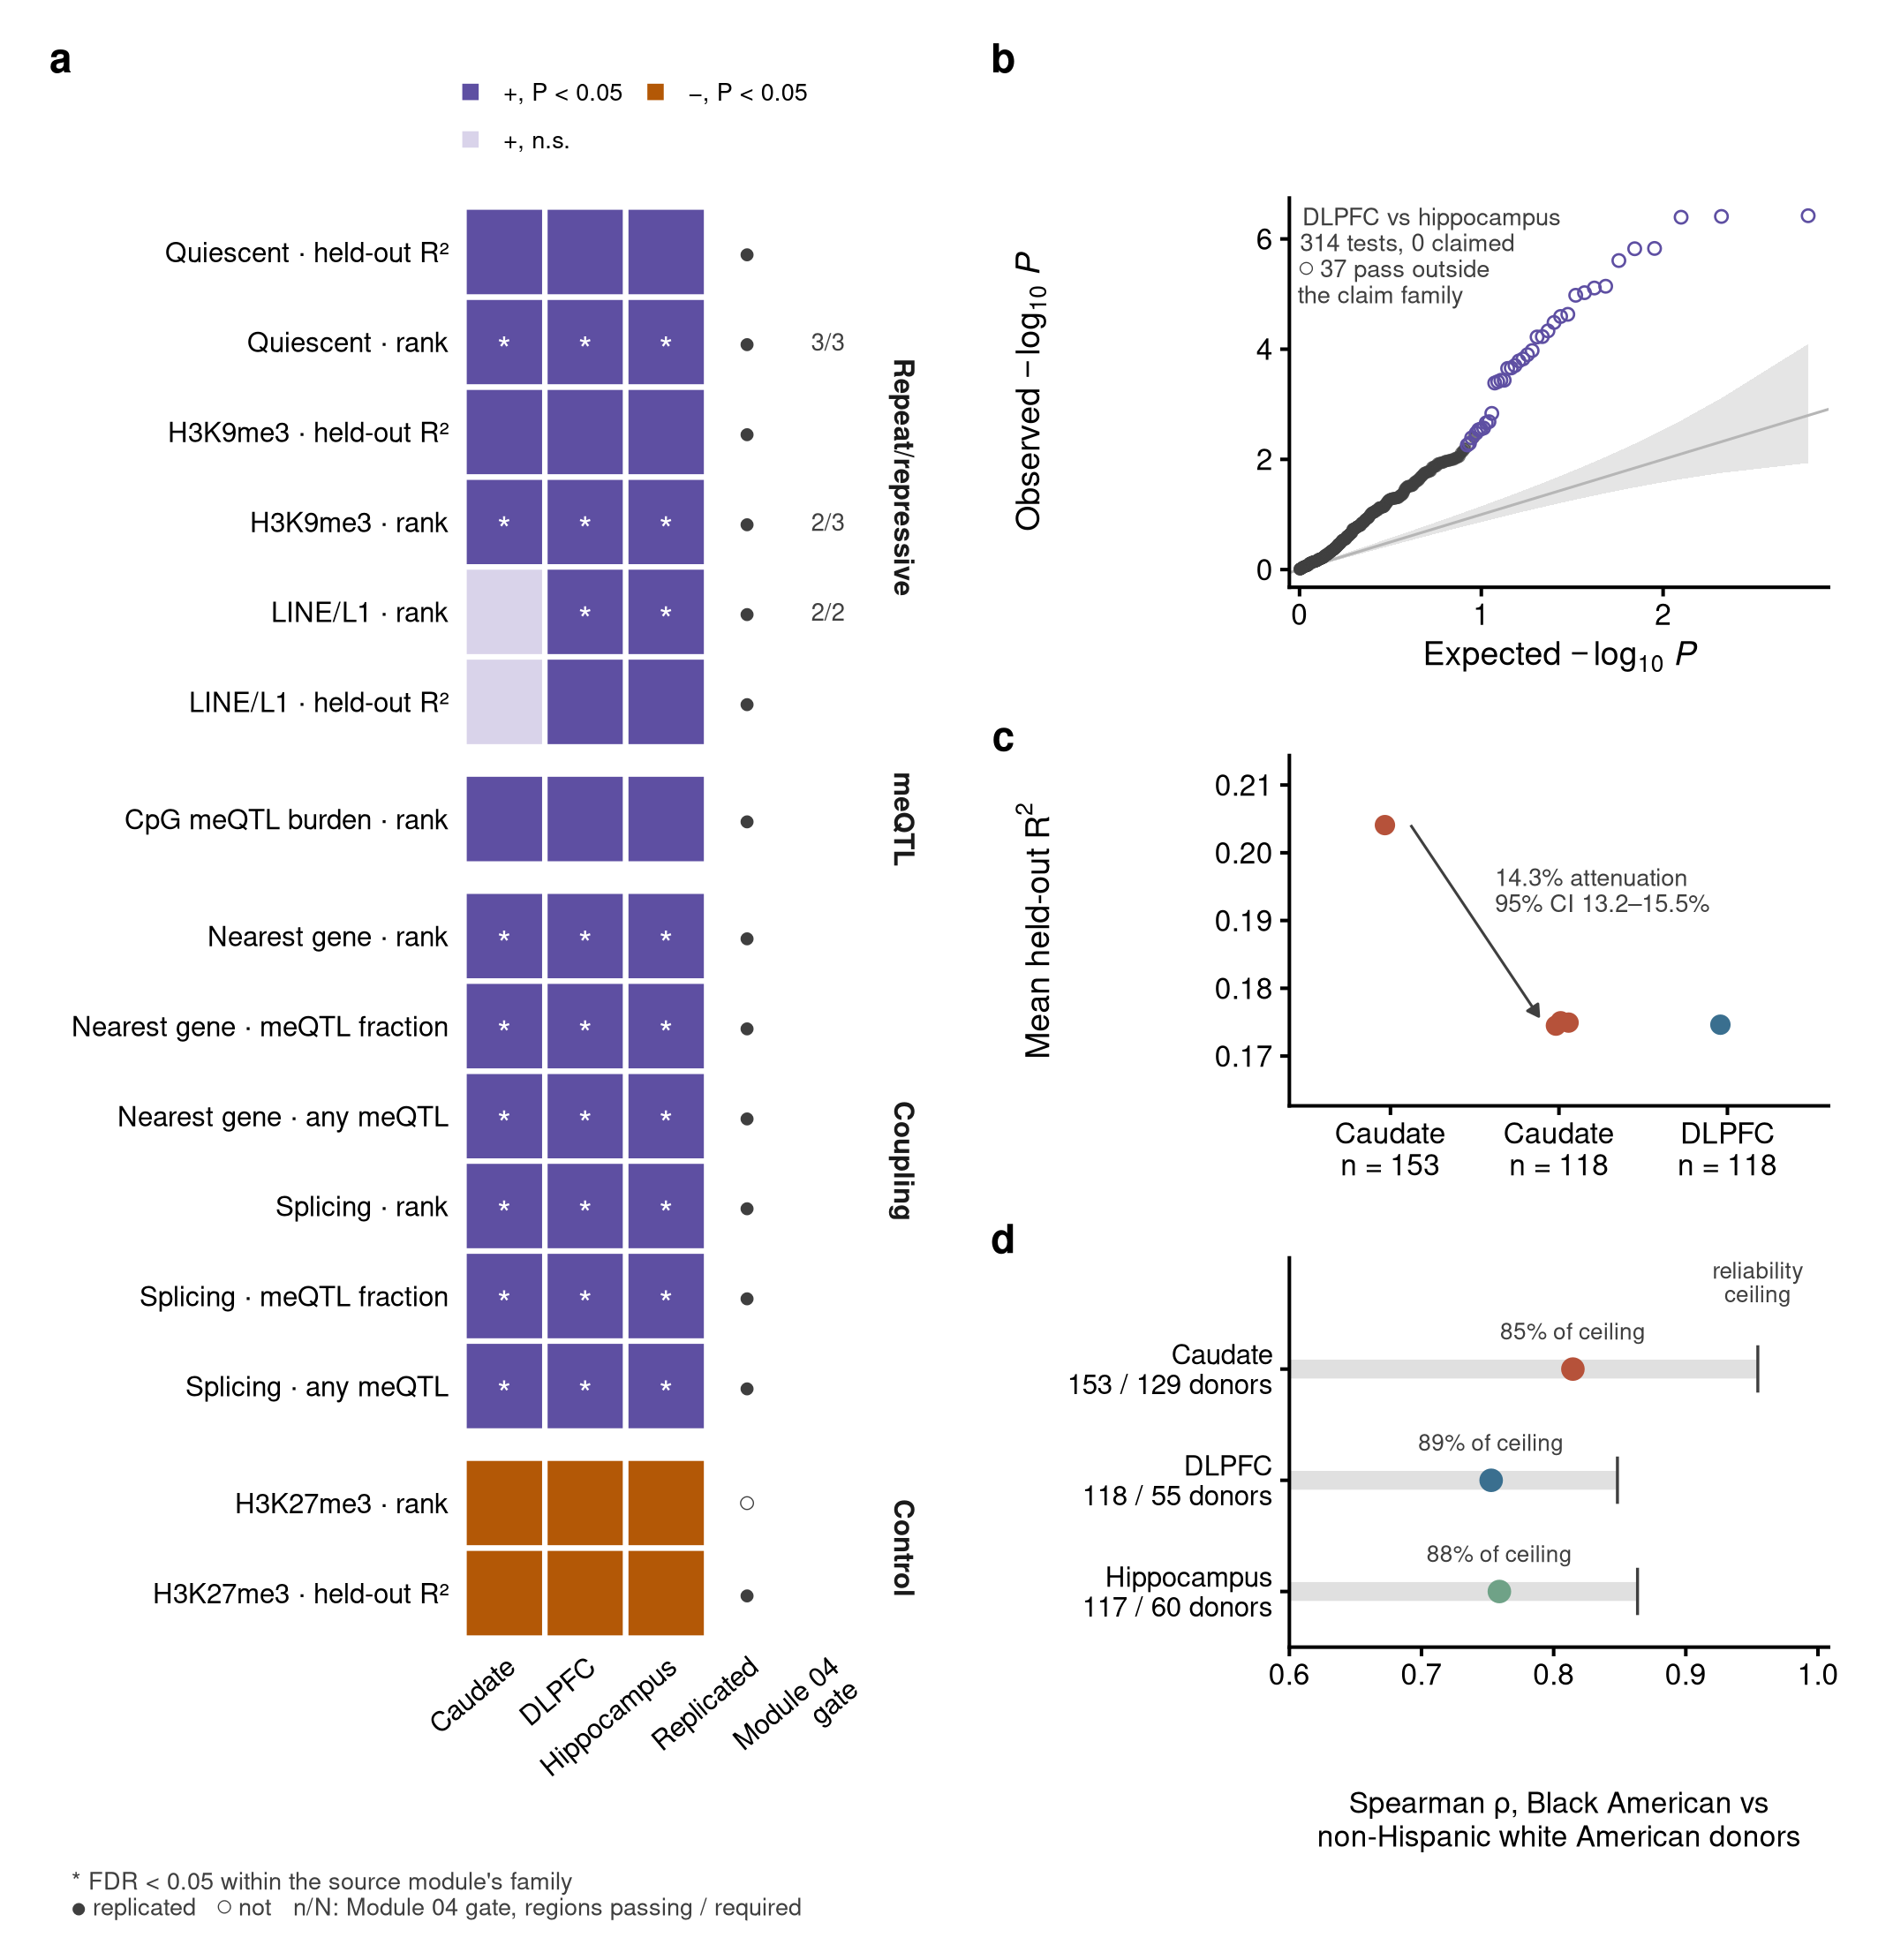 a
+, P < 0.05
−, P < 0.05
+, n.s.
Quiescent · held-out R²
Quiescent · rank
* * *
3/3
H3K9me3 · held-out R²
H3K9me3 · rank
* * *
2/3
LINE/L1 · rank
* *
2/2
LINE/L1 · held-out R²
Repeat/repressive
CpG meQTL burden · rank
meQTL
Nearest gene · rank
* * *
Nearest gene · meQTL fraction
* * *
Nearest gene · any meQTL
* * *
Splicing · rank
* * *
Splicing · meQTL fraction
* * *
Splicing · any meQTL
* * *
Coupling
H3K27me3 · rank
H3K27me3 · held-out R²
Control
Caudate
DLPFC
Hippocampus
Replicated
Module 04
gate
* FDR < 0.05 within the source module's family
● replicated ○ not n/N: Module 04 gate, regions passing / required
b
DLPFC vs hippocampus
314 tests, 0 claimed
○ 37 pass outside
the claim family
Observed −log₁₀ P
6
4
2
0
0 1 2
Expected −log₁₀ P
c
Mean held-out R²
0.21
0.20
0.19
0.18
0.17
14.3% attenuation
95% CI 13.2–15.5%
Caudate
n = 153
Caudate
n = 118
DLPFC
n = 118
d
reliability
ceiling
85% of ceiling
Caudate
153 / 129 donors
89% of ceiling
DLPFC
118 / 55 donors
88% of ceiling
Hippocampus
117 / 60 donors
0.6 0.7 0.8 0.9 1.0
Spearman ρ, Black American vs
non-Hispanic white American donors